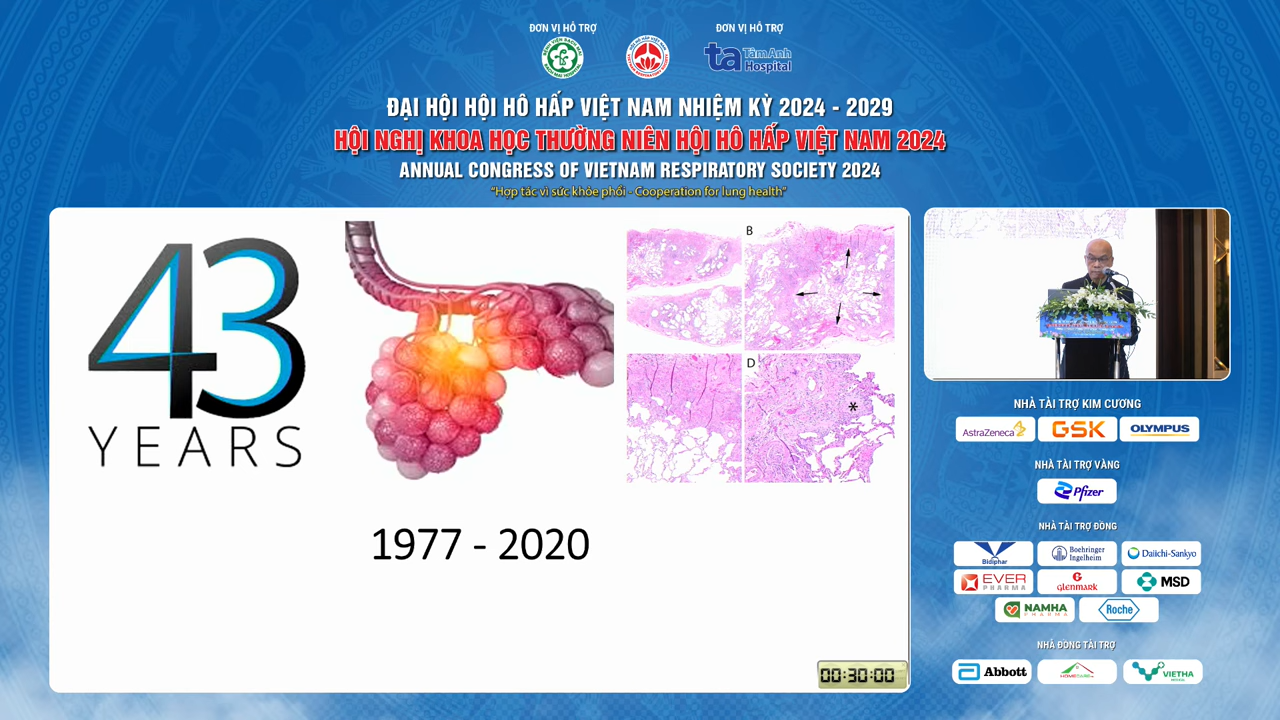 ĐƠN VỊ HỖ TRỢ
ĐƠN VỊ HỖ TRỢ
ta TâmAnh
Hospital
ĐẠI HỘI HỘI HÔ HẤP VIỆT NAM NHIỆM KỲ 2024 - 2029
HỘI NGHỊ KHOA HỌC THƯỜNG NIÊN HỘI HÔ HẤP VIỆT NAM 2024
ANNUAL CONGRESS OF VIETNAM RESPIRATORY SOCIETY 2024
“Hợp tác vì sức khỏe phổi - Cooperation for lung health”
43
YEARS
B
D
*
1977 - 2020
00:30:00
NHÀ TÀI TRỢ KIM CƯƠNG
AstraZeneca
GSK
OLYMPUS
NHÀ TÀI TRỢ VÀNG
Pfizer
NHÀ TÀI TRỢ ĐỒNG
Bidiphar
Boehringer
Ingelheim
Daiichi-Sankyo
EVER
PHARMA
GLENMARK
MSD
NAMHA
PHARMA
Roche
NHÀ ĐỒNG TÀI TRỢ
Abbott
HOMECARE
VIETHA
MEDICAL